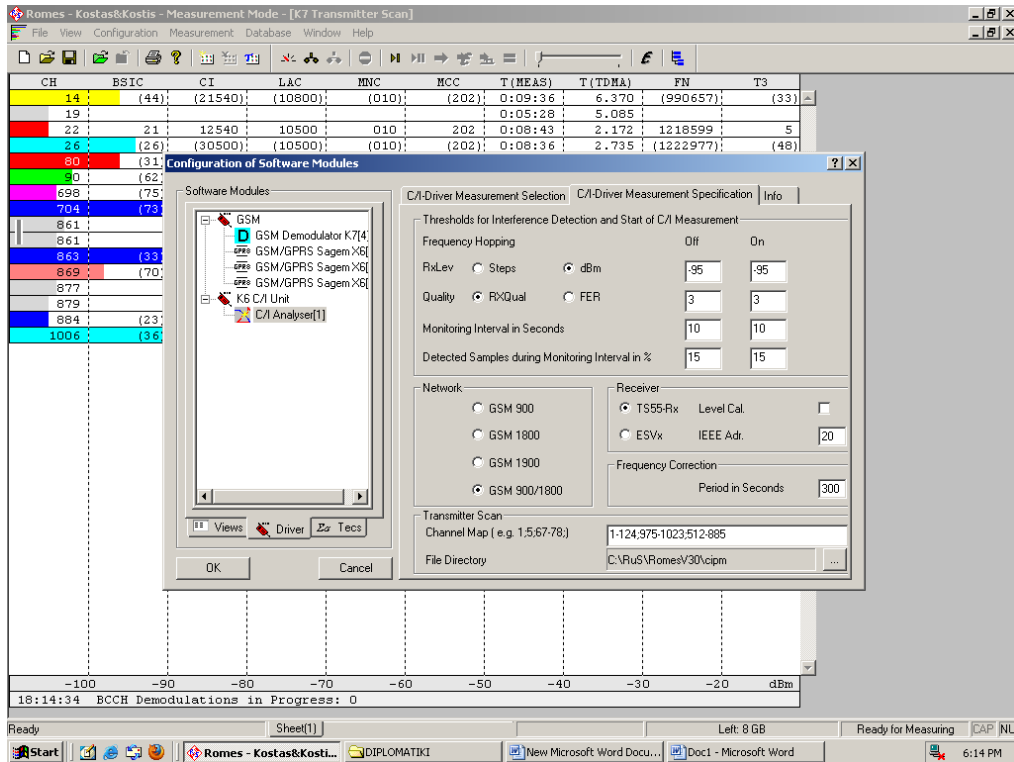 Romes - Kostas&Kostis - Measurement Mode - [K7 Transmitter Scan]
File View Configuration Measurement Database Window Help
CH BSIC CI LAC MNC MCC T(MEAS) T(TDMA) FN T3
14 (44) (21540) (10800) (010) (202) 0:09:36 6.370 (990657) (33)
19 0:05:28 5.085
22 21 12540 10500 010 202 0:08:43 2.172 1218599 5
26 (26) (30500) (10500) (010) (202) 0:08:36 2.735 (1222977) (48)
80 (31)
90 (62)
698 (75)
704 (73)
861
861
863 (33)
869 (70)
877
879
884 (23)
1006 (36)
Configuration of Software Modules
Software Modules
GSM
D GSM Demodulator K7[4]
GPRS GSM/GPRS Sagem X6[
GPRS GSM/GPRS Sagem X6[
GPRS GSM/GPRS Sagem X6[
K6 C/I Unit
C/I Analyser[1]
Views Driver Tecs
OK Cancel
C/I-Driver Measurement Selection C/I-Driver Measurement Specification Info
Thresholds for Interference Detection and Start of C/I Measurement
Frequency Hopping Off On
RxLev Steps dBm -95 -95
Quality RXQual FER 3 3
Monitoring Interval in Seconds 10 10
Detected Samples during Monitoring Interval in % 15 15
Network
GSM 900
GSM 1800
GSM 1900
GSM 900/1800
Receiver
TS55-Rx Level Cal.
ESVx IEEE Adr. 20
Frequency Correction
Period in Seconds 300
Transmitter Scan
Channel Map ( e.g. 1;5;67-78;) 1-124;975-1023;512-885
File Directory C:\RuS\RomesV30\cipm ...
-100 -90 -80 -70 -60 -50 -40 -30 -20 dBm
18:14:34 BCCH Demodulations in Progress: 0
Ready Sheet(1) Left: 8 GB Ready for Measuring CAP NU
Start Romes - Kostas&Kosti... DIPLOMATIKI New Microsoft Word Docu... Doc1 - Microsoft Word 6:14 PM